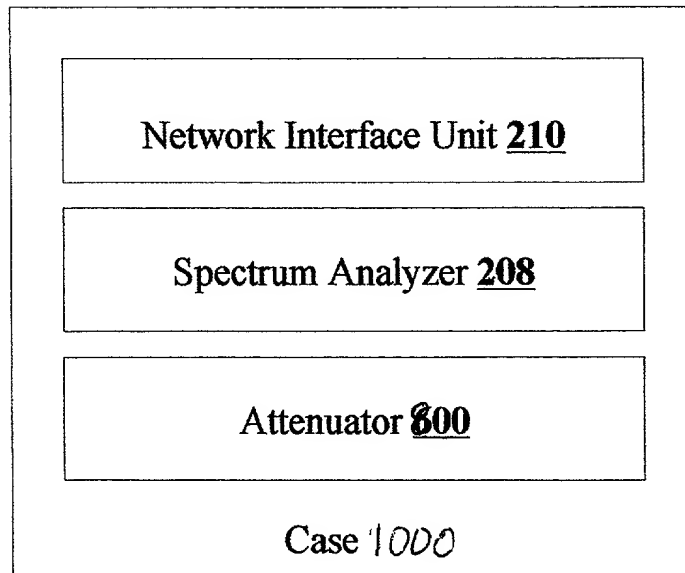 Network Interface Unit 210
Spectrum Analyzer 208
Attenuator 800
Case 1000